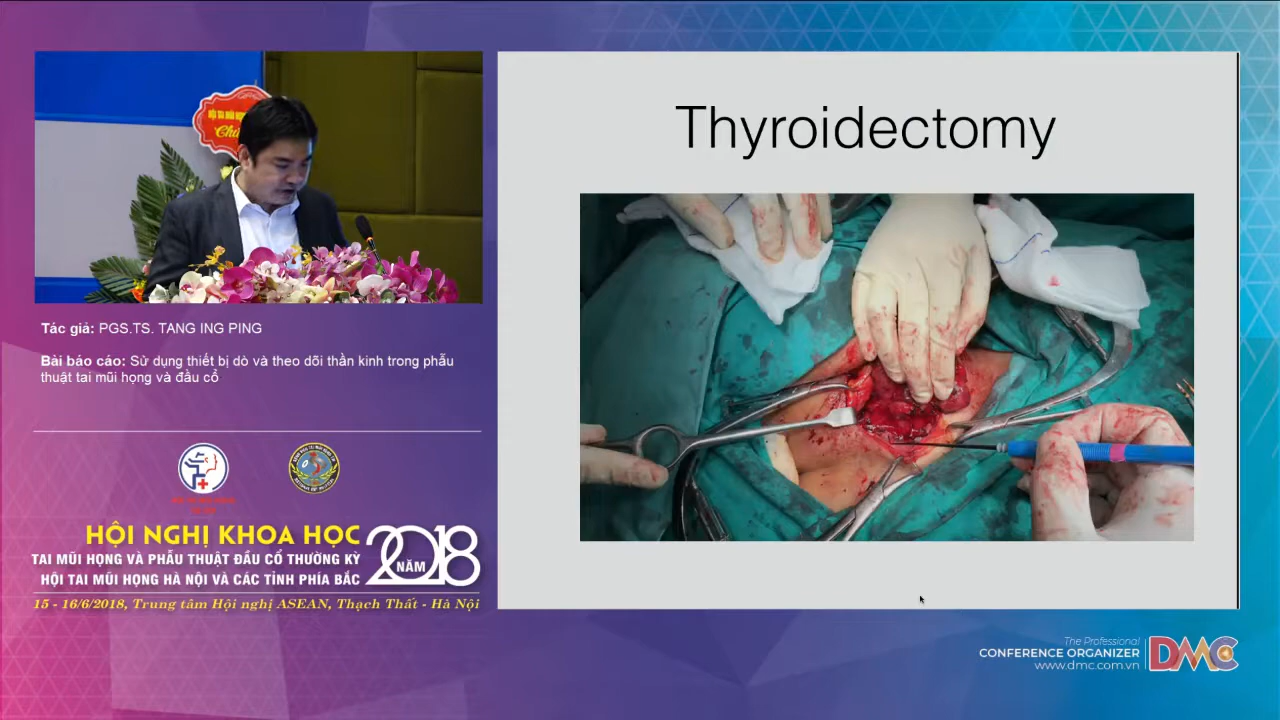 Thyroidectomy
Tác giả: PGS.TS. TANG ING PING
Bài báo cáo: Sử dụng thiết bị dò và theo dõi thần kinh trong phẫu
thuật tai mũi họng và đầu cổ
HỘI NGHỊ KHOA HỌC
TAI MŨI HỌNG VÀ PHẪU THUẬT ĐẦU CỔ THƯỜNG KỲ
HỘI TAI MŨI HỌNG HÀ NỘI VÀ CÁC TỈNH PHÍA BẮC
NĂM 2018
15 - 16/6/2018, Trung tâm Hội nghị ASEAN, Thạch Thất - Hà Nội
The Professional
CONFERENCE ORGANIZER
www.dmc.com.vn
DMC